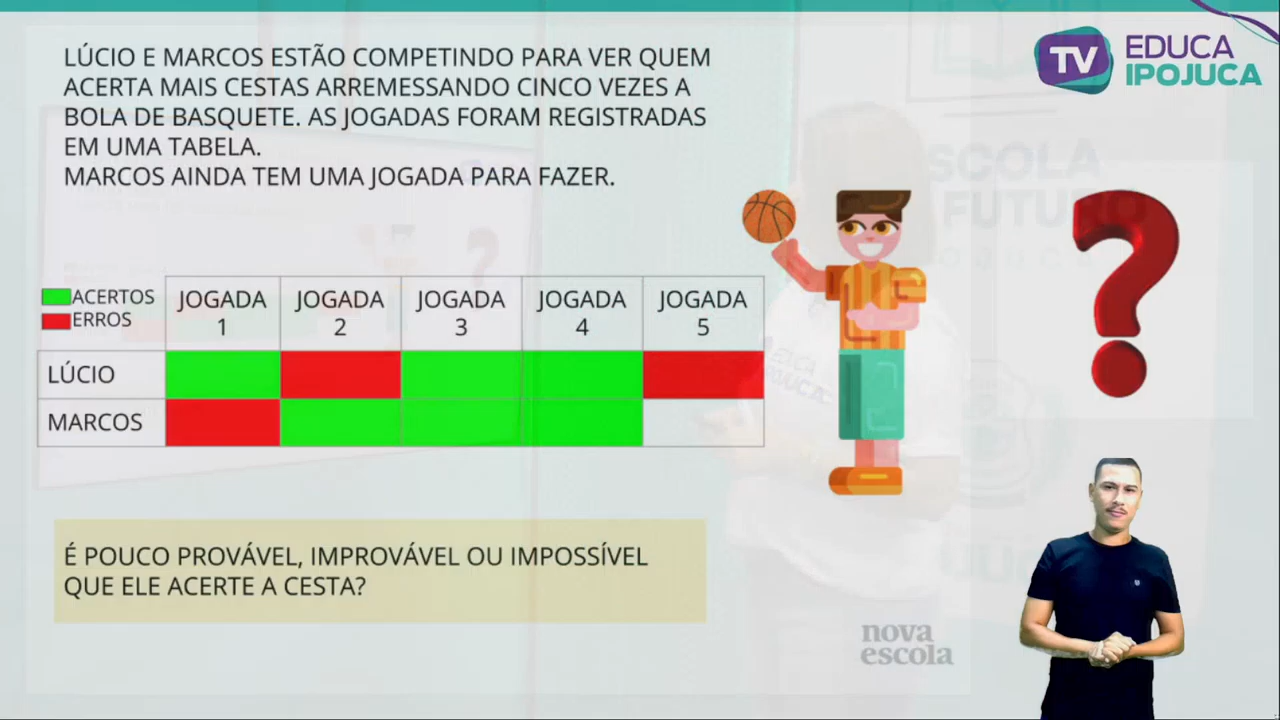 LÚCIO E MARCOS ESTÃO COMPETINDO PARA VER QUEM
ACERTA MAIS CESTAS ARREMESSANDO CINCO VEZES A
BOLA DE BASQUETE. AS JOGADAS FORAM REGISTRADAS
EM UMA TABELA.
MARCOS AINDA TEM UMA JOGADA PARA FAZER.
TV EDUCA
IPOJUCA
SCOLA
FUTURO
ACERTOS
ERROS
JOGADA
1
JOGADA
2
JOGADA
3
JOGADA
4
JOGADA
5
LÚCIO
MARCOS
É POUCO PROVÁVEL, IMPROVÁVEL OU IMPOSSÍVEL
QUE ELE ACERTE A CESTA?
nova
escola